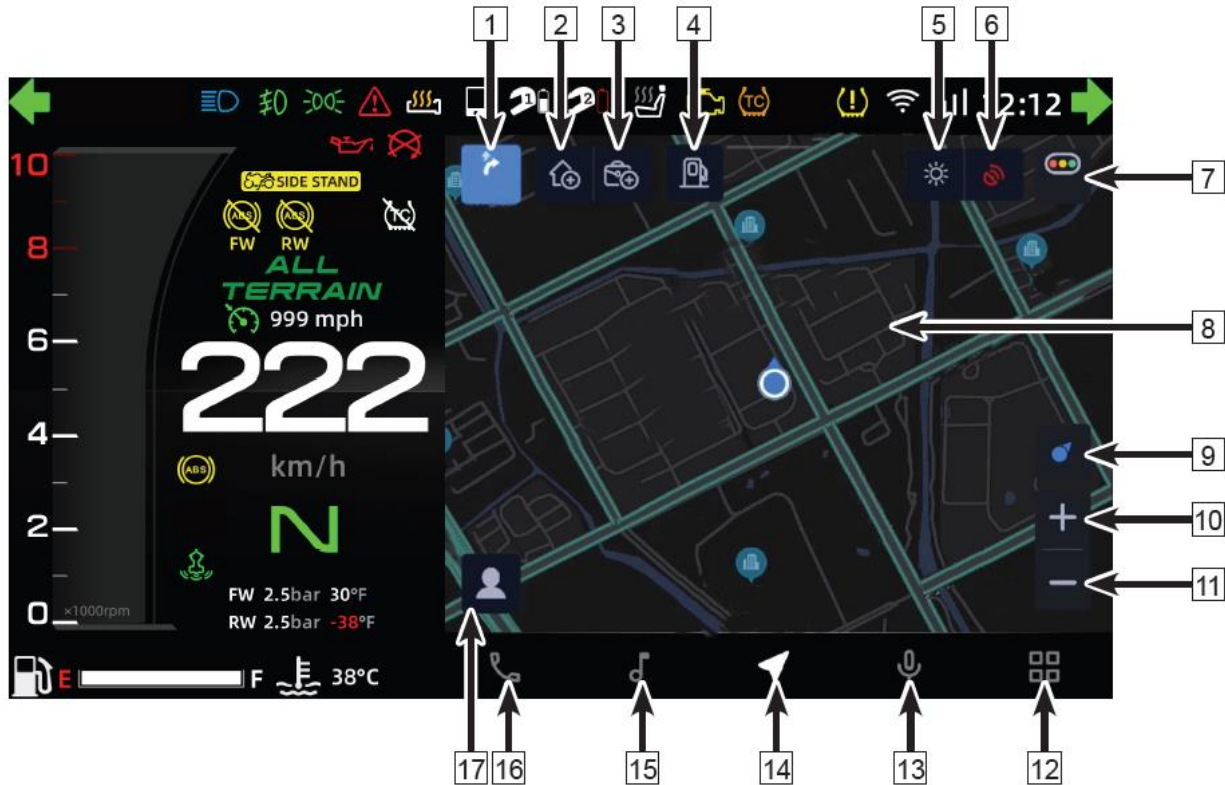 1 2 3 4 5 6
1 2 TC ! 12:12
10
SIDE STAND
7
ABS ABS TC
FW RW
8
ALL
TERRAIN
999 mph
6
8
222
4
ABS km/h
9
N
2
10
11
FW 2.5bar 30°F
RW 2.5bar -38°F
0 ×1000rpm
E F 38°C
17 16 15 14 13 12